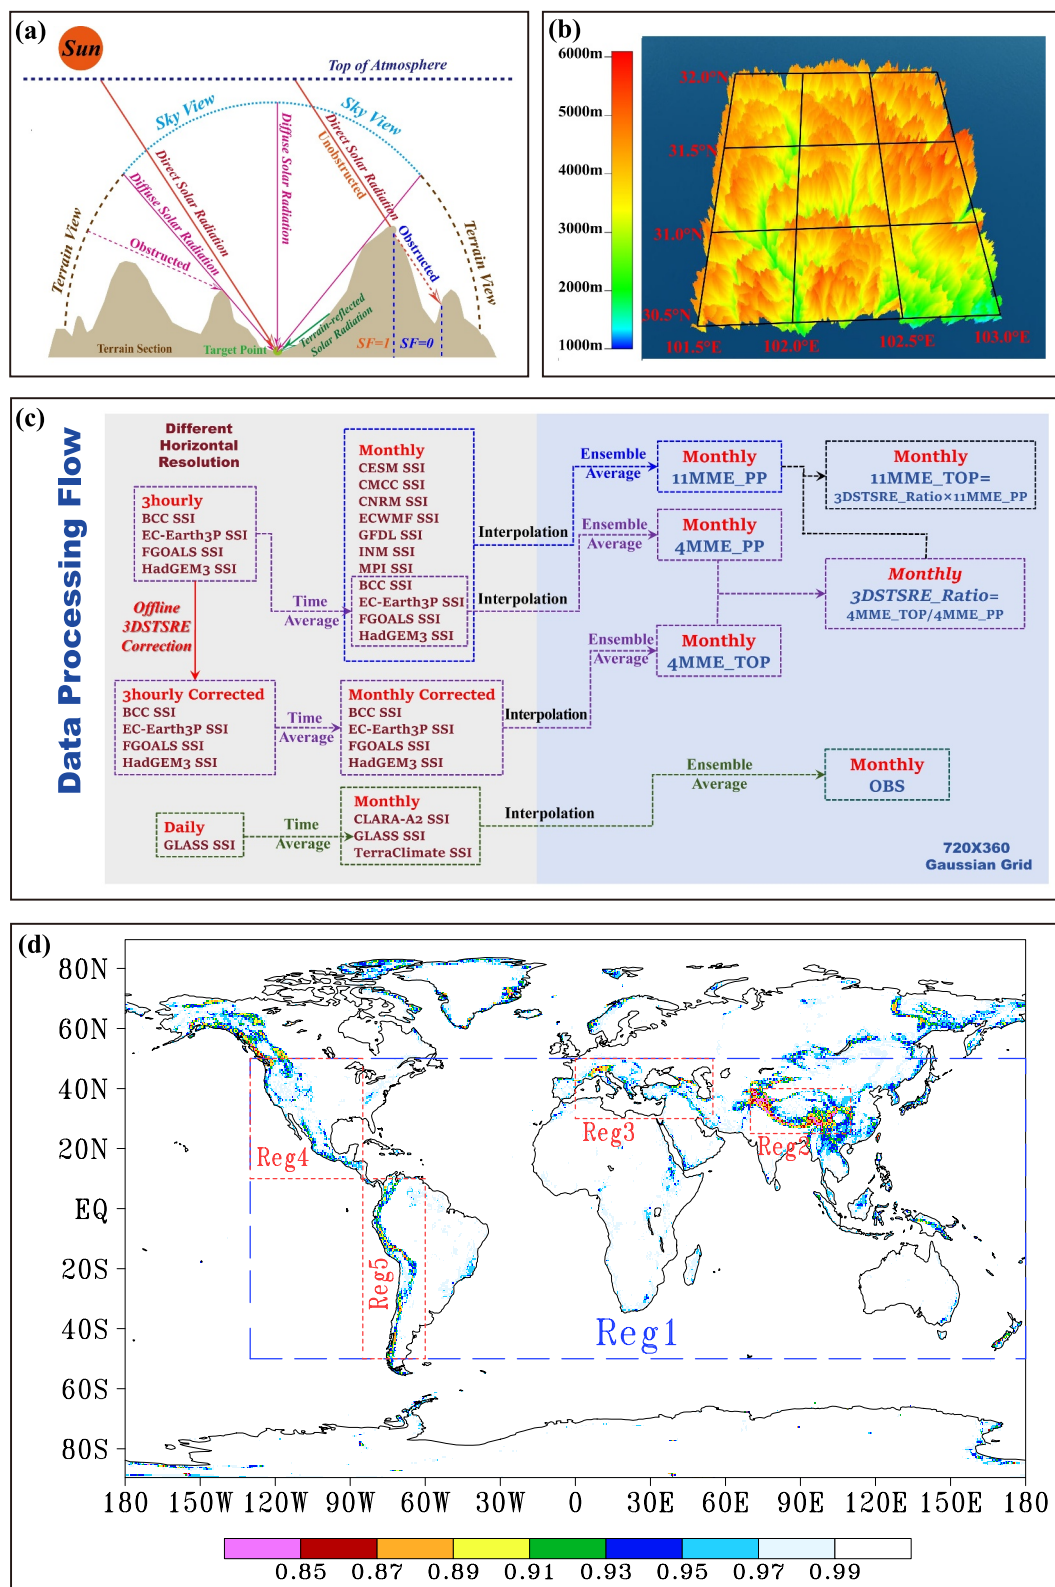 (a)
Sun
Top of Atmosphere
Sky View
Sky View
Direct Solar Radiation
Diffuse Solar Radiation
Diffuse Solar Radiation
Direct Solar Radiation
Unobstructed
Obstructed
Obstructed
Terrain View
Terrain View
Terrain-reflected
Solar Radiation
Terrain Section
Target Point
SF=1
SF=0
(b)
6000m
5000m
4000m
3000m
2000m
1000m
32.0°N
31.5°N
31.0°N
30.5°N
101.5°E
102.0°E
102.5°E
103.0°E
(c)
Data Processing Flow
Different
Horizontal
Resolution
3hourly
BCC SSI
EC-Earth3P SSI
FGOALS SSI
HadGEM3 SSI
Offline
3DSTSRE
Correction
3hourly Corrected
BCC SSI
EC-Earth3P SSI
FGOALS SSI
HadGEM3 SSI
Daily
GLASS SSI
Time
Average
Time
Average
Time
Average
Monthly
CESM SSI
CMCC SSI
CNRM SSI
ECWMF SSI
GFDL SSI
INM SSI
MPI SSI
BCC SSI
EC-Earth3P SSI
FGOALS SSI
HadGEM3 SSI
Monthly Corrected
BCC SSI
EC-Earth3P SSI
FGOALS SSI
HadGEM3 SSI
Monthly
CLARA-A2 SSI
GLASS SSI
TerraClimate SSI
Interpolation
Interpolation
Interpolation
Interpolation
Ensemble
Average
Ensemble
Average
Ensemble
Average
Ensemble
Average
Monthly
11MME_PP
Monthly
4MME_PP
Monthly
4MME_TOP
Monthly
11MME_TOP=
3DSTSRE_Ratio×11MME_PP
Monthly
3DSTSRE_Ratio=
4MME_TOP/4MME_PP
Monthly
OBS
720X360
Gaussian Grid
(d)
80N
60N
40N
20N
EQ
20S
40S
60S
80S
Reg4
Reg3
Reg2
Reg5
Reg1
180 150W 120W 90W 60W 30W 0 30E 60E 90E 120E 150E 180
0.85 0.87 0.89 0.91 0.93 0.95 0.97 0.99